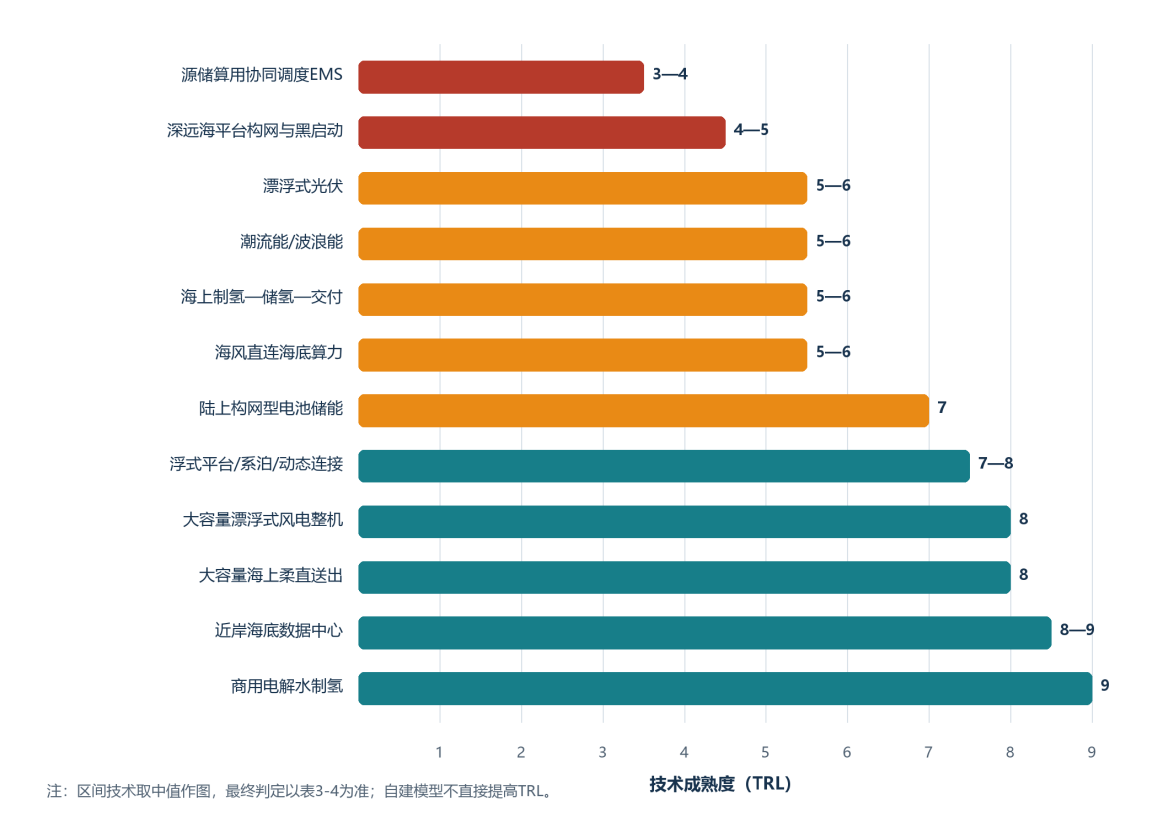 源储算用协同调度EMS 3—4
深远海平台构网与黑启动 4—5
漂浮式光伏 5—6
潮流能/波浪能 5—6
海上制氢—储氢—交付 5—6
海风直连海底算力 5—6
陆上构网型电池储能 7
浮式平台/系泊/动态连接 7—8
大容量漂浮式风电整机 8
大容量海上柔直送出 8
近岸海底数据中心 8—9
商用电解水制氢 9
1 2 3 4 5 6 7 8 9
技术成熟度（TRL）
注：区间技术取中值作图，最终判定以表3-4为准；自建模型不直接提高TRL。